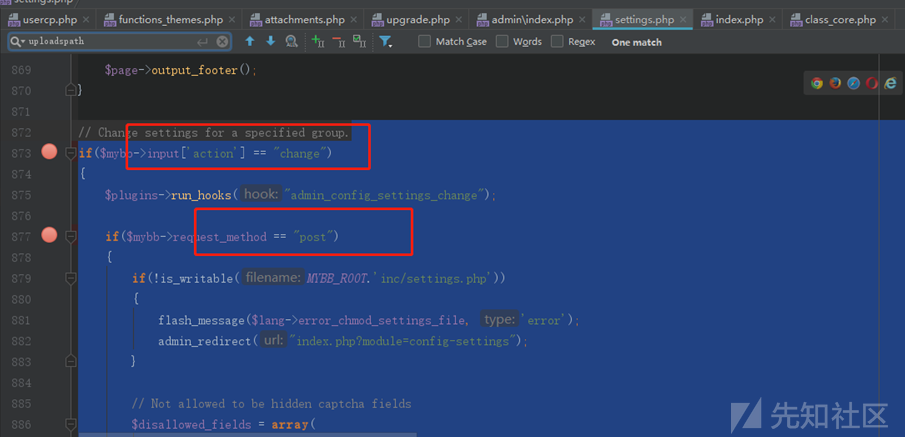 usercp.php functions_themes.php attachments.php upgrade.php admin\index.php settings.php index.php class_core.php
uploadspath Match Case Words Regex One match
869 $page->output_footer();
870 }
871
872 // Change settings for a specified group.
873 if($mybb->input['action'] == "change")
874 {
875 $plugins->run_hooks( hook: "admin_config_settings_change");
876
877 if($mybb->request_method == "post")
878 {
879 if(!is_writable( filename: MYBB_ROOT.'inc/settings.php'))
880 {
881 flash_message($lang->error_chmod_settings_file, type: 'error');
882 admin_redirect( url: "index.php?module=config-settings");
883 }
884
885 // Not allowed to be hidden captcha fields
886 $disallowed_fields = array(
先知社区